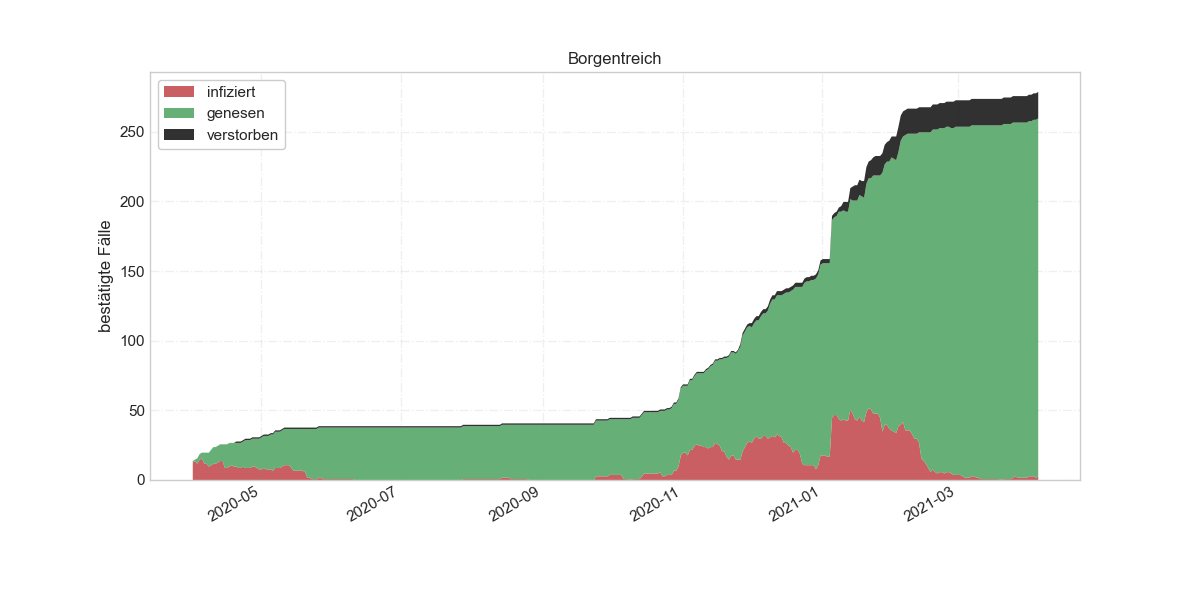 Borgentreich
infiziert
genesen
verstorben
bestätigte Fälle
250
200
150
100
50
0
2020-05
2020-07
2020-09
2020-11
2021-01
2021-03